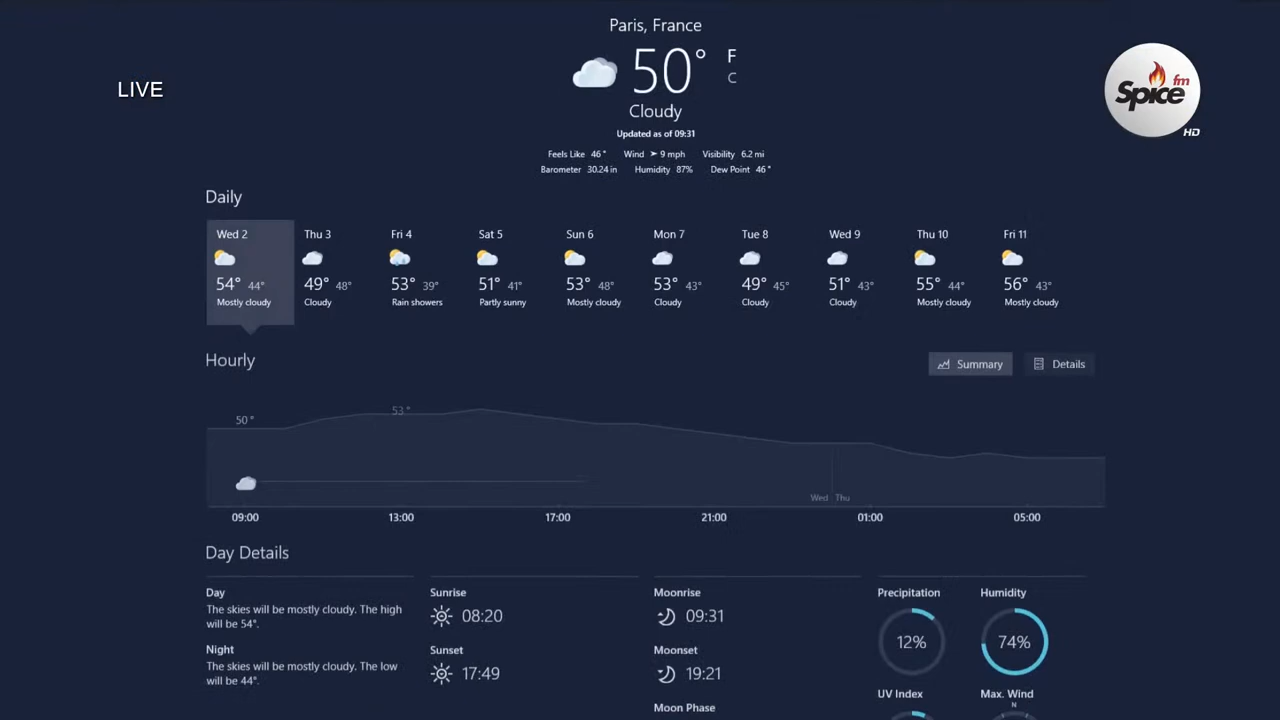 Paris, France
LIVE
50°
F
C
Spice fm
HD
Cloudy
Updated as of 09:31
Feels Like 46° Wind 9 mph Visibility 6.2 mi
Barometer 30.24 in Humidity 87% Dew Point 46°
Daily
Wed 2 Thu 3 Fri 4 Sat 5 Sun 6 Mon 7 Tue 8 Wed 9 Thu 10 Fri 11
54° 44° 49° 48° 53° 39° 51° 41° 53° 48° 53° 43° 49° 45° 51° 43° 55° 44° 56° 43°
Mostly cloudy Cloudy Rain showers Partly sunny Mostly cloudy Cloudy Cloudy Cloudy Mostly cloudy Mostly cloudy
Hourly
Summary Details
50° 53°
Wed Thu
09:00 13:00 17:00 21:00 01:00 05:00
Day Details
Day
The skies will be mostly cloudy. The high
will be 54°.
Night
The skies will be mostly cloudy. The low
will be 44°.
Sunrise
08:20
Sunset
17:49
Moonrise
09:31
Moonset
19:21
Moon Phase
Precipitation Humidity
12% 74%
UV Index Max. Wind
N